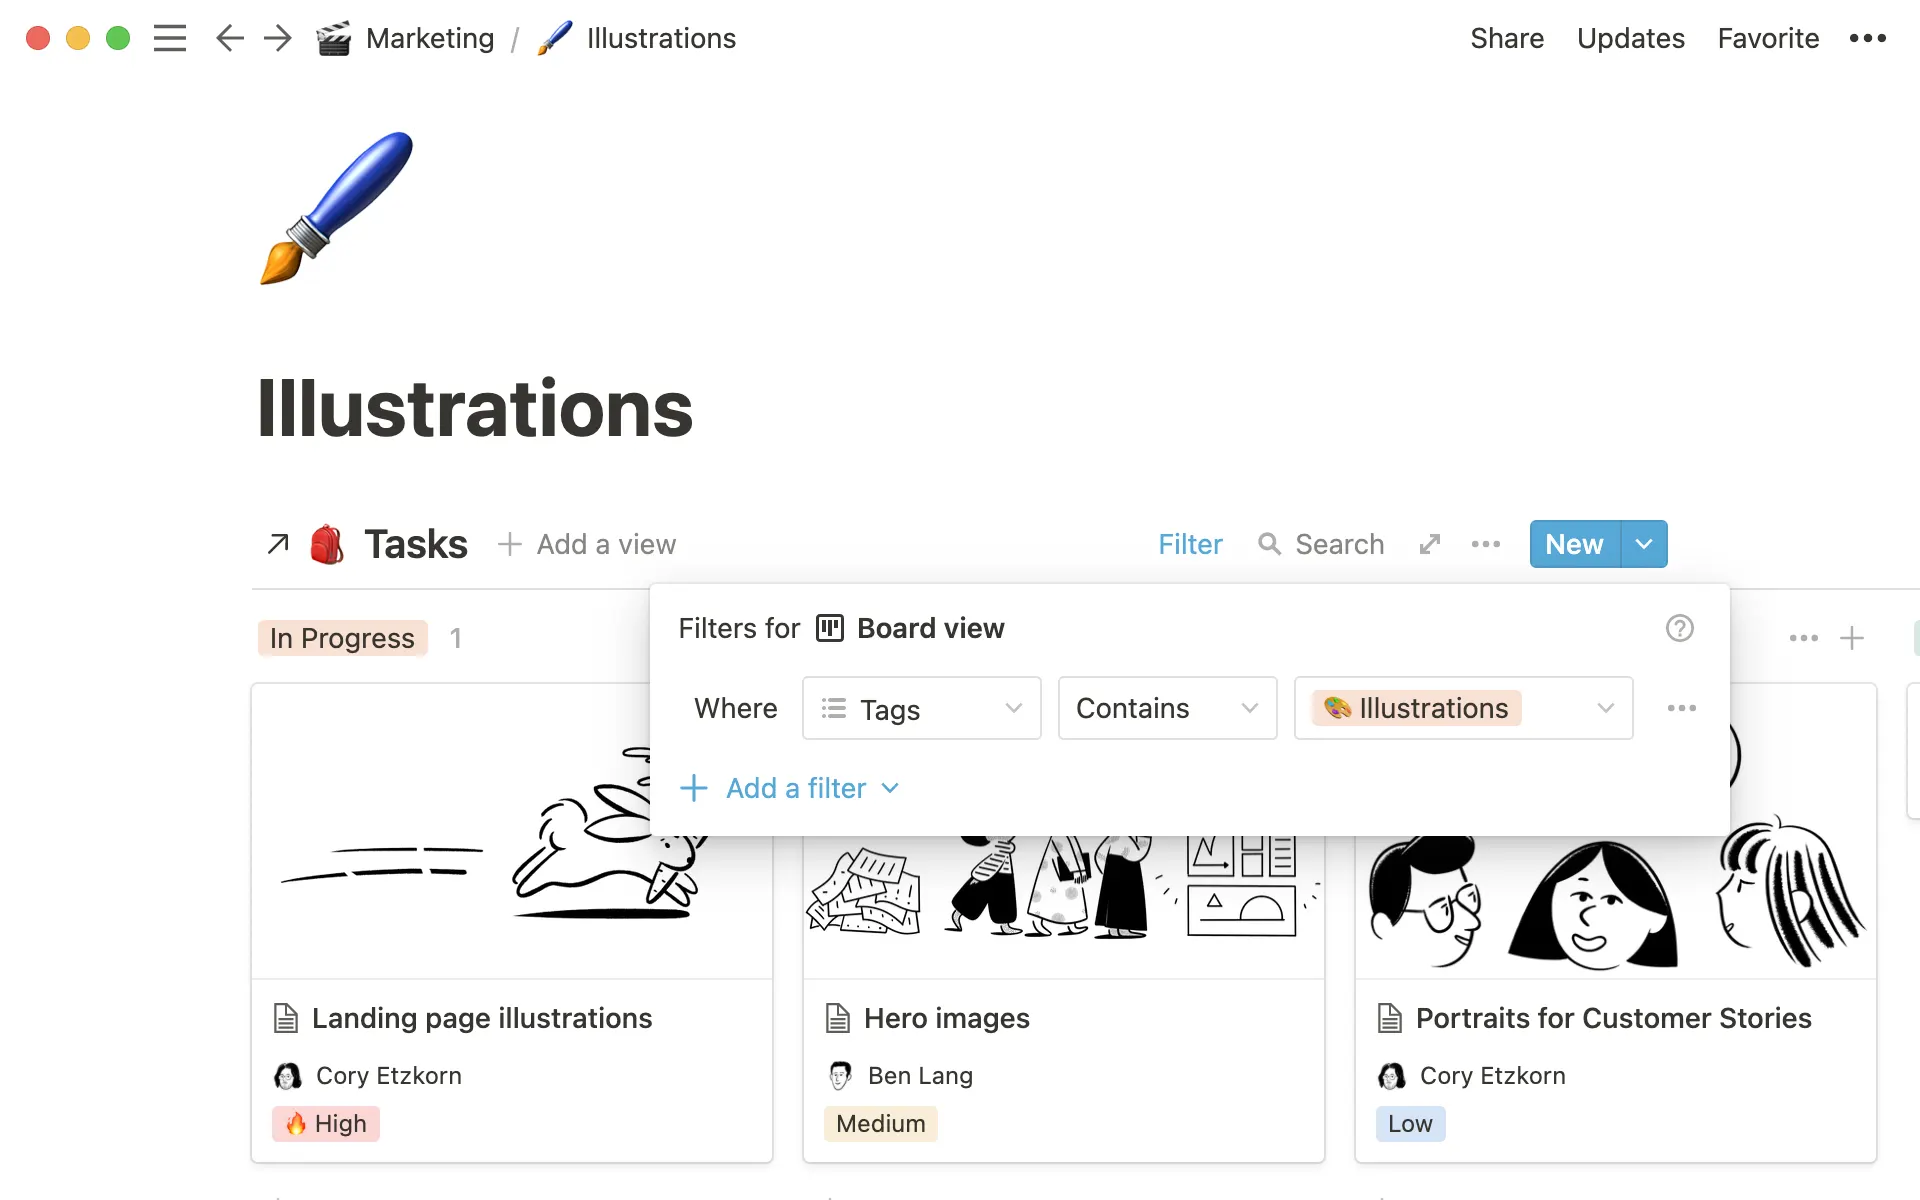 Marketing / Illustrations
Share Updates Favorite
Illustrations
Tasks + Add a view
Filter Search New
In Progress 1
Filters for Board view
Where Tags Contains Illustrations
+ Add a filter
Landing page illustrations
Cory Etzkorn
High
Hero images
Ben Lang
Medium
Portraits for Customer Stories
Cory Etzkorn
Low